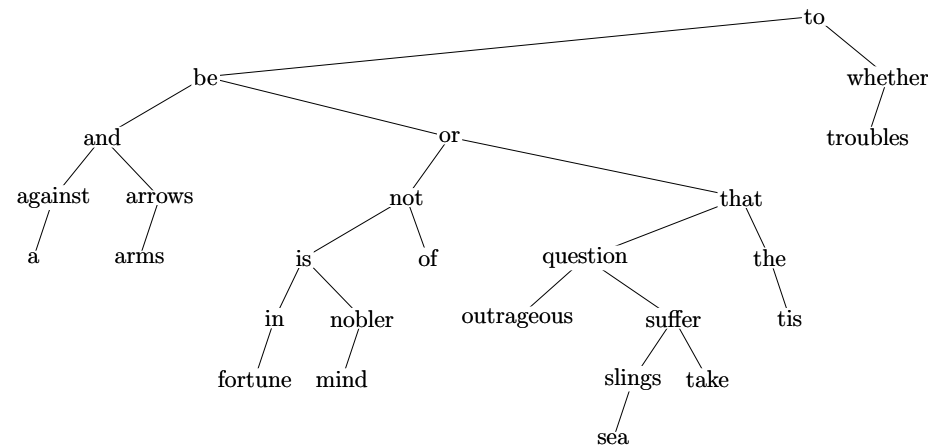 to
be whether
and or troubles
against arrows not that
a arms is of question the
in nobler outrageous suffer tis
fortune mind slings take
sea